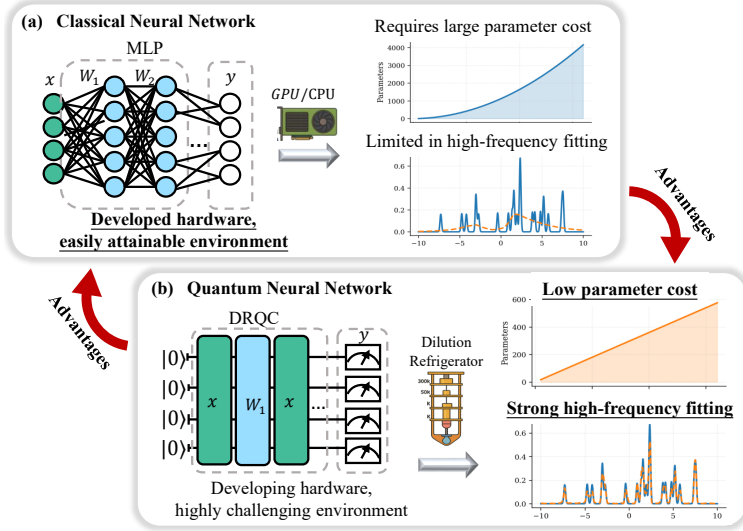 (a) Classical Neural Network
MLP
x
W₁
W₂
y
...
Developed hardware,
easily attainable environment
GPU/CPU
Requires large parameter cost
Parameters
4000
3000
2000
1000
0
Limited in high-frequency fitting
0.6
0.4
0.2
0.0
−10 −5 0 5 10
Advantages
Advantages
(b) Quantum Neural Network
DRQC
y
|0⟩
|0⟩
|0⟩
|0⟩
x
W₁
x
...
Developing hardware,
highly challenging environment
Dilution
Refrigerator
300k
50k
K
K
Low parameter cost
Parameters
600
400
200
0
Strong high-frequency fitting
0.6
0.4
0.2
0.0
−10 −5 0 5 10